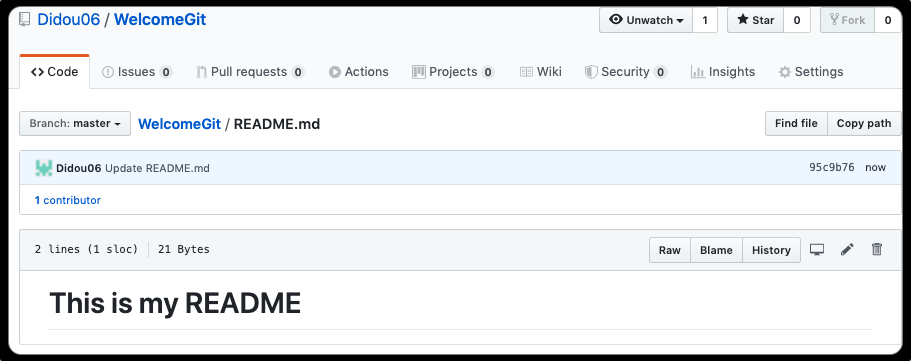 Didou06 / WelcomeGit Unwatch 1 Star 0 Fork 0
Code Issues 0 Pull requests 0 Actions Projects 0 Wiki Security 0 Insights Settings
Branch: master WelcomeGit / README.md Find file Copy path
Didou06 Update README.md 95c9b76 now
1 contributor
2 lines (1 sloc) 21 Bytes Raw Blame History
This is my README